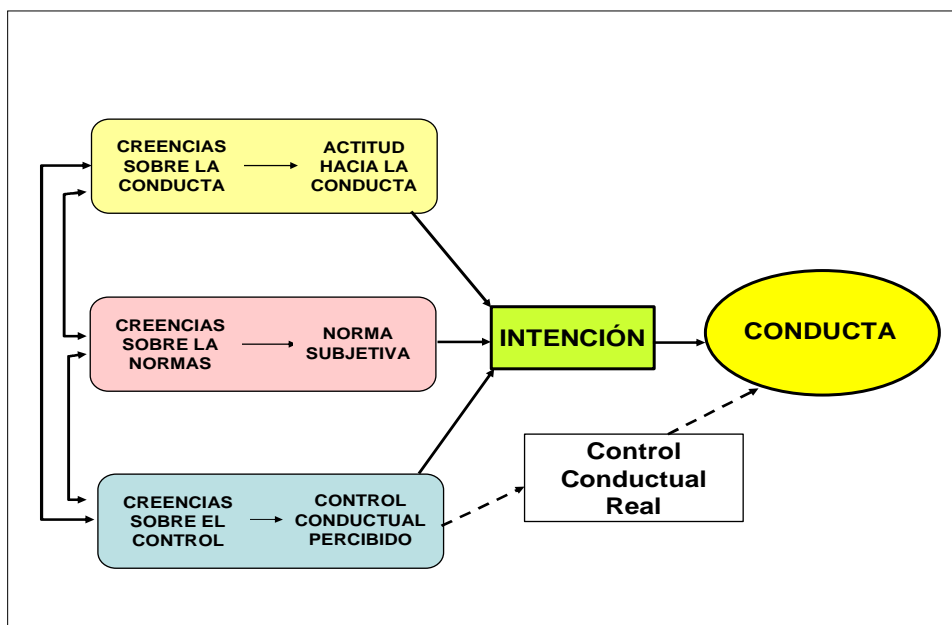 CREENCIAS
SOBRE LA
CONDUCTA
ACTITUD
HACIA LA
CONDUCTA
CREENCIAS
SOBRE LA
NORMAS
NORMA
SUBJETIVA
INTENCIÓN
CONDUCTA
CREENCIAS
SOBRE EL
CONTROL
CONTROL
CONDUCTUAL
PERCIBIDO
Control
Conductual
Real